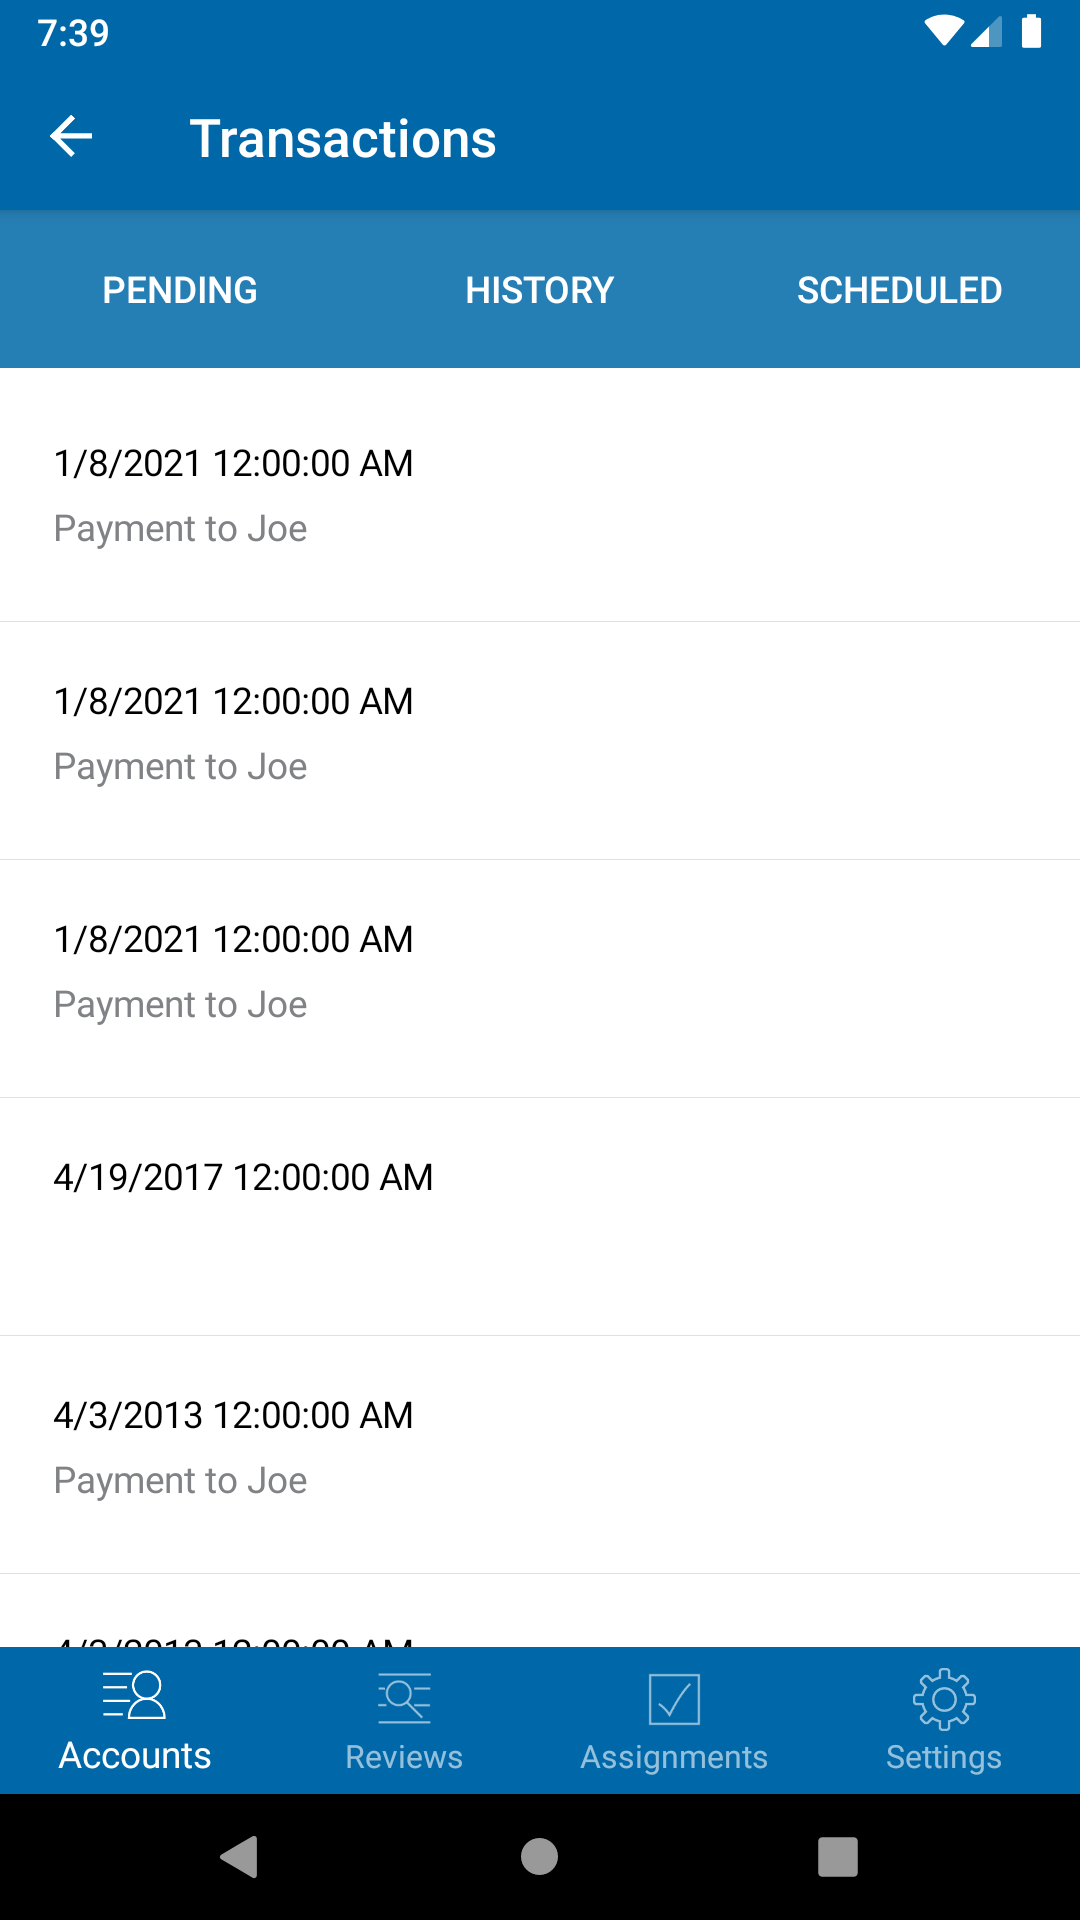 7:39
Transactions
PENDING HISTORY SCHEDULED
1/8/2021 12:00:00 AM
Payment to Joe
1/8/2021 12:00:00 AM
Payment to Joe
1/8/2021 12:00:00 AM
Payment to Joe
4/19/2017 12:00:00 AM
4/3/2013 12:00:00 AM
Payment to Joe
Accounts Reviews Assignments Settings